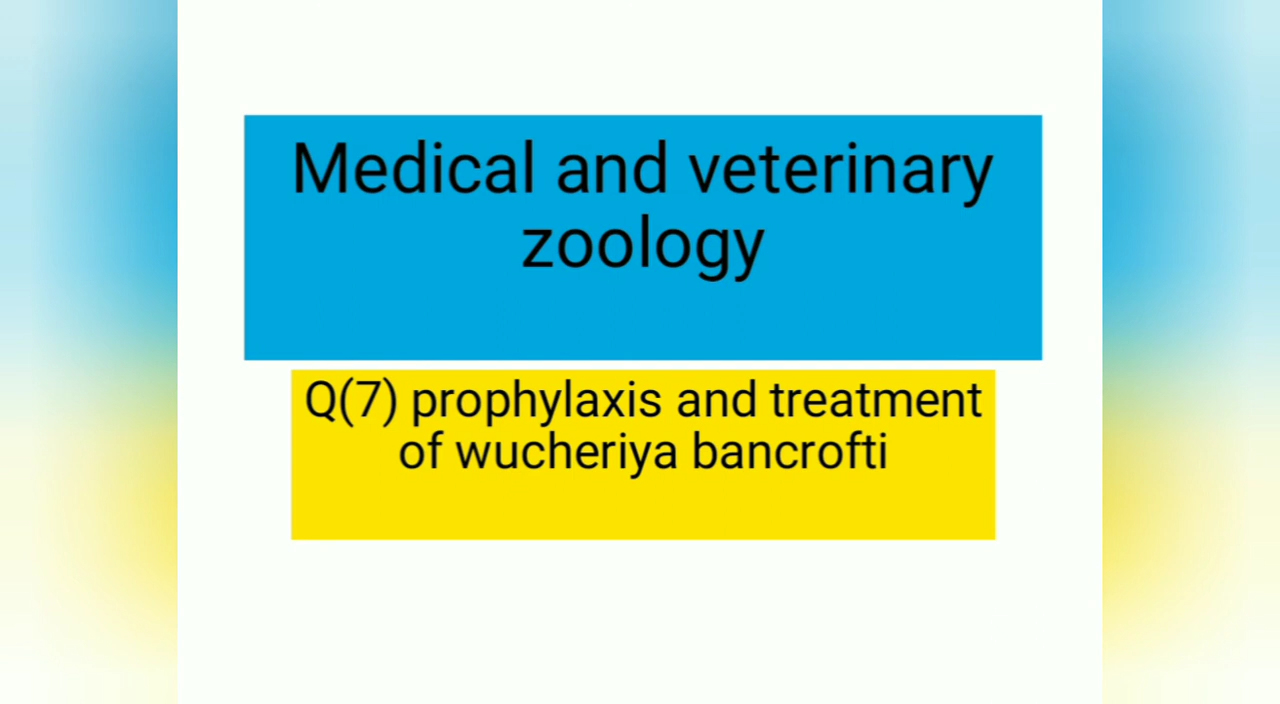 Medical and veterinary
zoology
Q(7) prophylaxis and treatment
of wucheriya bancrofti